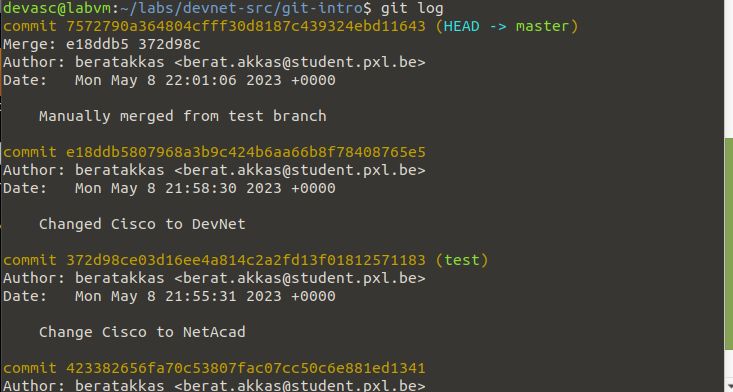 devasc@labvm:~/labs/devnet-src/git-intro$ git log
commit 7572790a364804cfff30d8187c439324ebd11643 (HEAD -> master)
Merge: e18ddb5 372d98c
Author: beratakkas <berat.akkas@student.pxl.be>
Date:   Mon May 8 22:01:06 2023 +0000
    Manually merged from test branch
commit e18ddb5807968a3b9c424b6aa66b8f78408765e5
Author: beratakkas <berat.akkas@student.pxl.be>
Date:   Mon May 8 21:58:30 2023 +0000
    Changed Cisco to DevNet
commit 372d98ce03d16ee4a814c2a2fd13f01812571183 (test)
Author: beratakkas <berat.akkas@student.pxl.be>
Date:   Mon May 8 21:55:31 2023 +0000
    Change Cisco to NetAcad
commit 423382656fa70c53807fac07cc50c6e881ed1341
Author: beratakkas <berat.akkas@student.pxl.be>